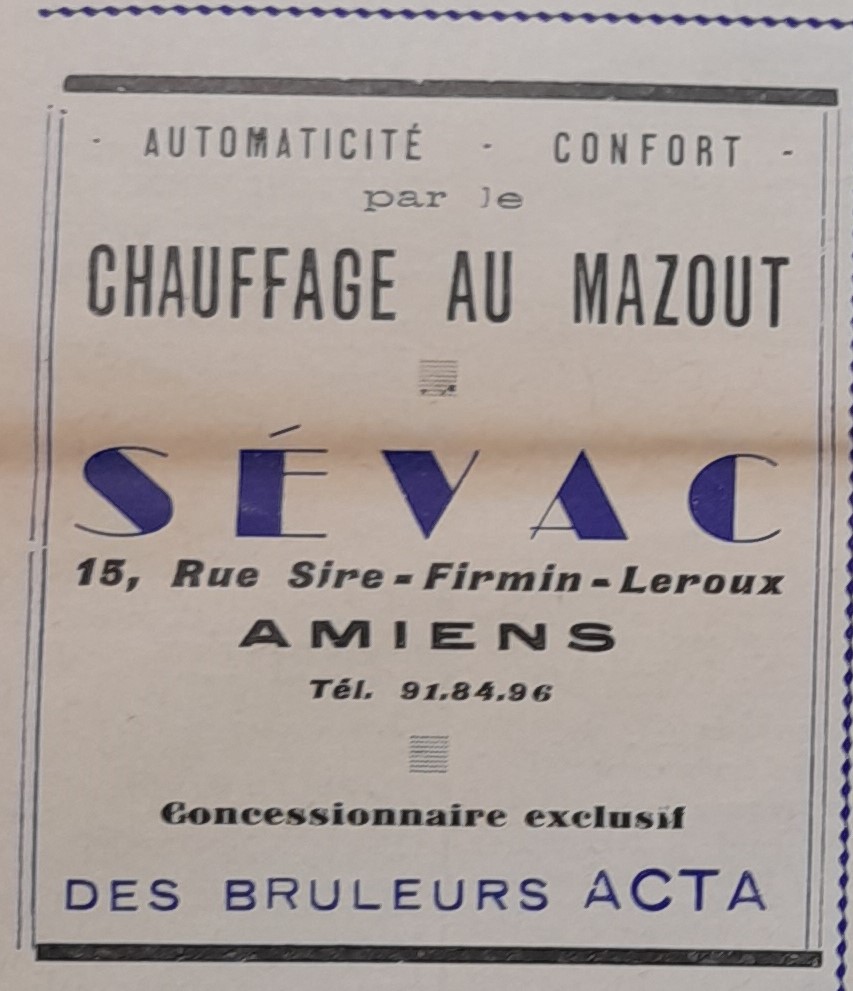 - AUTOMATICITÉ - CONFORT -
par le
CHAUFFAGE AU MAZOUT
SÉVAC
15, Rue Sire-Firmin-Leroux
AMIENS
Tél. 91.84.96
Concessionnaire exclusif
DES BRULEURS ACTA